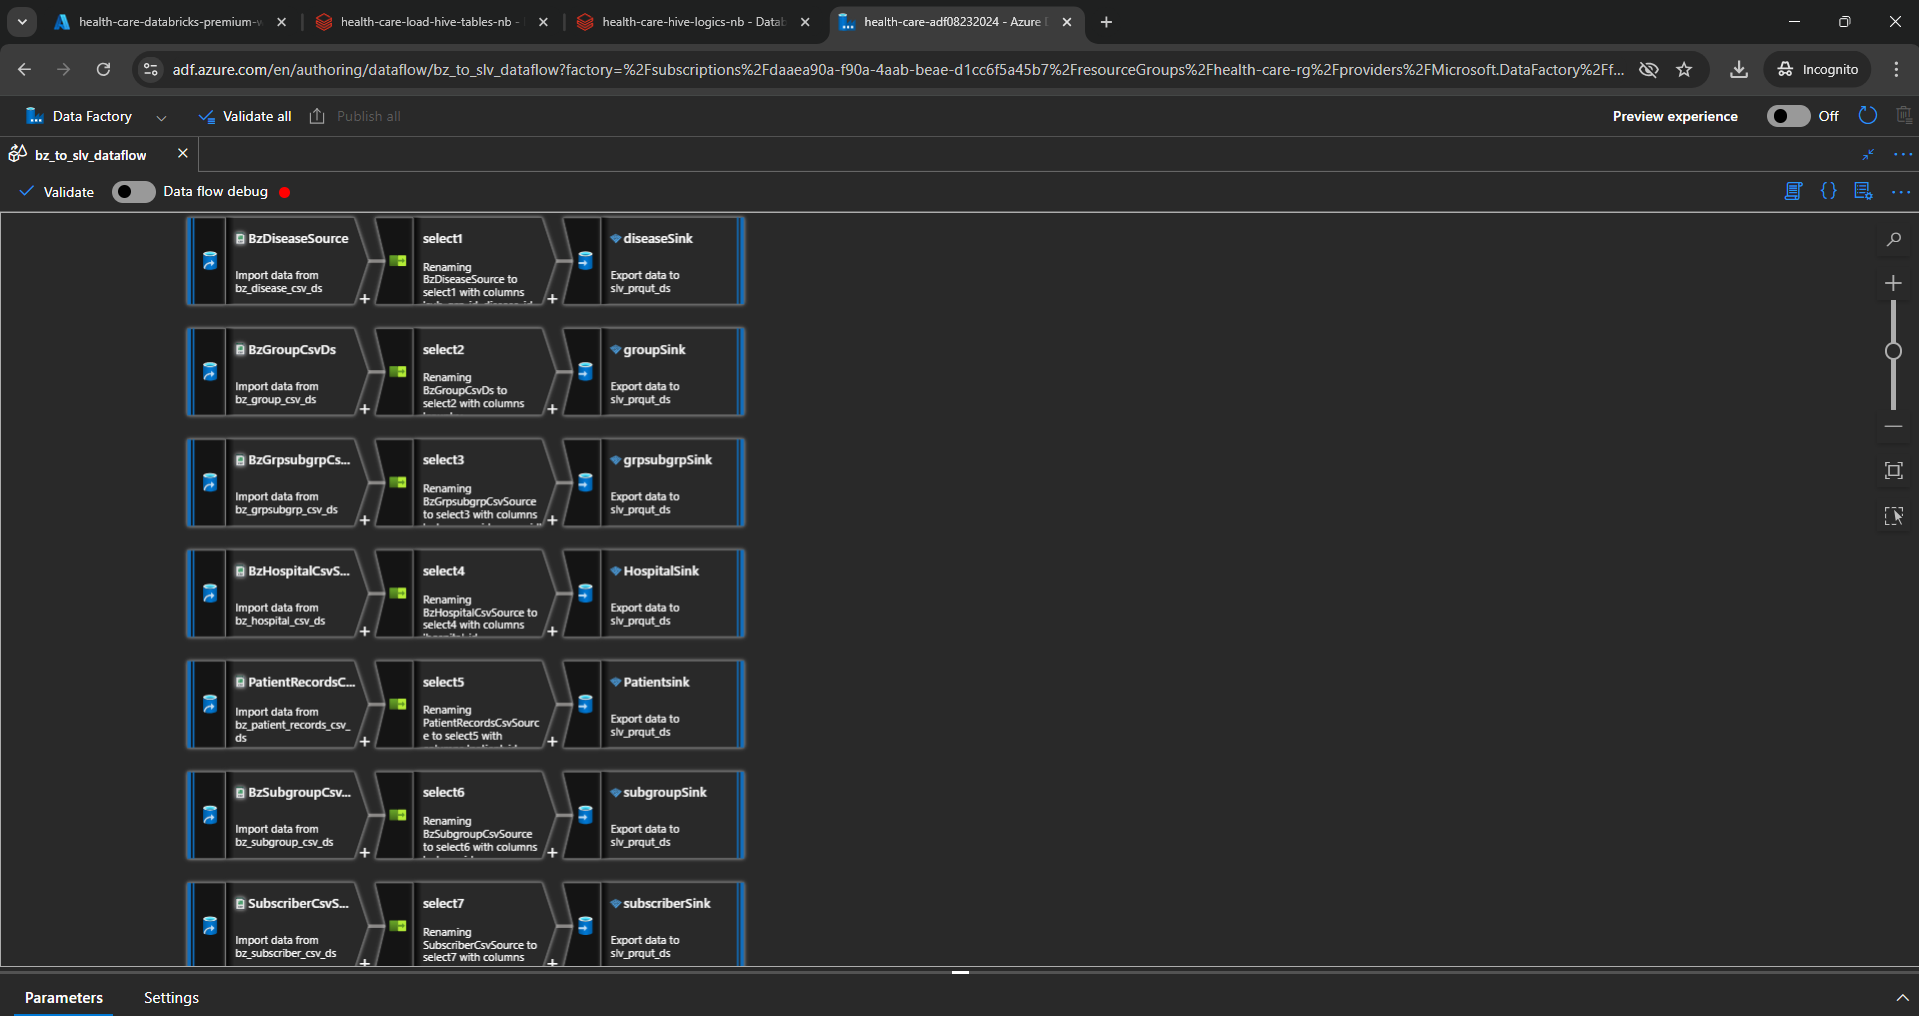 health-care-databricks-premium-w
health-care-load-hive-tables-nb -
health-care-hive-logics-nb - Datab
health-care-adf08232024 - Azure
adf.azure.com/en/authoring/dataflow/bz_to_slv_dataflow?factory=%2Fsubscriptions%2Fdaaea90a-f90a-4aab-beae-d1cc6f5a45b7%2FresourceGroups%2Fhealth-care-rg%2Fproviders%2FMicrosoft.DataFactory%2Ff...
Incognito
Data Factory
Validate all
Publish all
Preview experience
Off
bz_to_slv_dataflow
Validate
Data flow debug
BzDiseaseSource
Import data from
bz_disease_csv_ds
select1
Renaming
BzDiseaseSource to
select1 with columns
diseaseSink
Export data to
slv_prqut_ds
BzGroupCsvDs
Import data from
bz_group_csv_ds
select2
Renaming
BzGroupCsvDs to
select2 with columns
groupSink
Export data to
slv_prqut_ds
BzGrpsubgrpCs...
Import data from
bz_grpsubgrp_csv_ds
select3
Renaming
BzGrpsubgrpCsvSource
to select3 with columns
grpsubgrpSink
Export data to
slv_prqut_ds
BzHospitalCsvS...
Import data from
bz_hospital_csv_ds
select4
Renaming
BzHospitalCsvSource to
select4 with columns
HospitalSink
Export data to
slv_prqut_ds
PatientRecordsC...
Import data from
bz_patient_records_csv_
ds
select5
Renaming
PatientRecordsCsvSourc
e to select5 with
Patientsink
Export data to
slv_prqut_ds
BzSubgroupCsv...
Import data from
bz_subgroup_csv_ds
select6
Renaming
BzSubgroupCsvSource
to select6 with columns
subgroupSink
Export data to
slv_prqut_ds
SubscriberCsvS...
Import data from
bz_subscriber_csv_ds
select7
Renaming
SubscriberCsvSource to
select7 with columns
subscriberSink
Export data to
slv_prqut_ds
Parameters
Settings